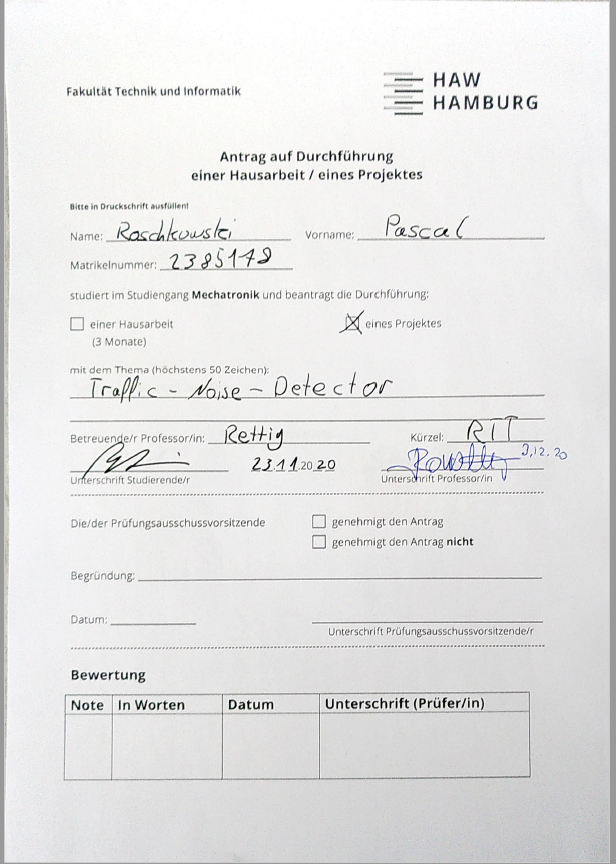 Fakultät Technik und Informatik
HAW
HAMBURG
Antrag auf Durchführung
einer Hausarbeit / eines Projektes
Bitte in Druckschrift ausfüllen!
Name: Roschkowski Vorname: Pascal
Matrikelnummer: 2385178
studiert im Studiengang Mechatronik und beantragt die Durchführung:
einer Hausarbeit eines Projektes
(3 Monate)
mit dem Thema (höchstens 50 Zeichen):
Traffic - Noise - Detector
Betreuende/r Professor/in: Rettig Kürzel: RTT
23.11.2020 3.12.20
Unterschrift Studierende/r Unterschrift Professor/in
Die/der Prüfungsausschussvorsitzende genehmigt den Antrag
genehmigt den Antrag nicht
Begründung:
Datum:
Unterschrift Prüfungsausschussvorsitzende/r
Bewertung
Note In Worten Datum Unterschrift (Prüfer/in)